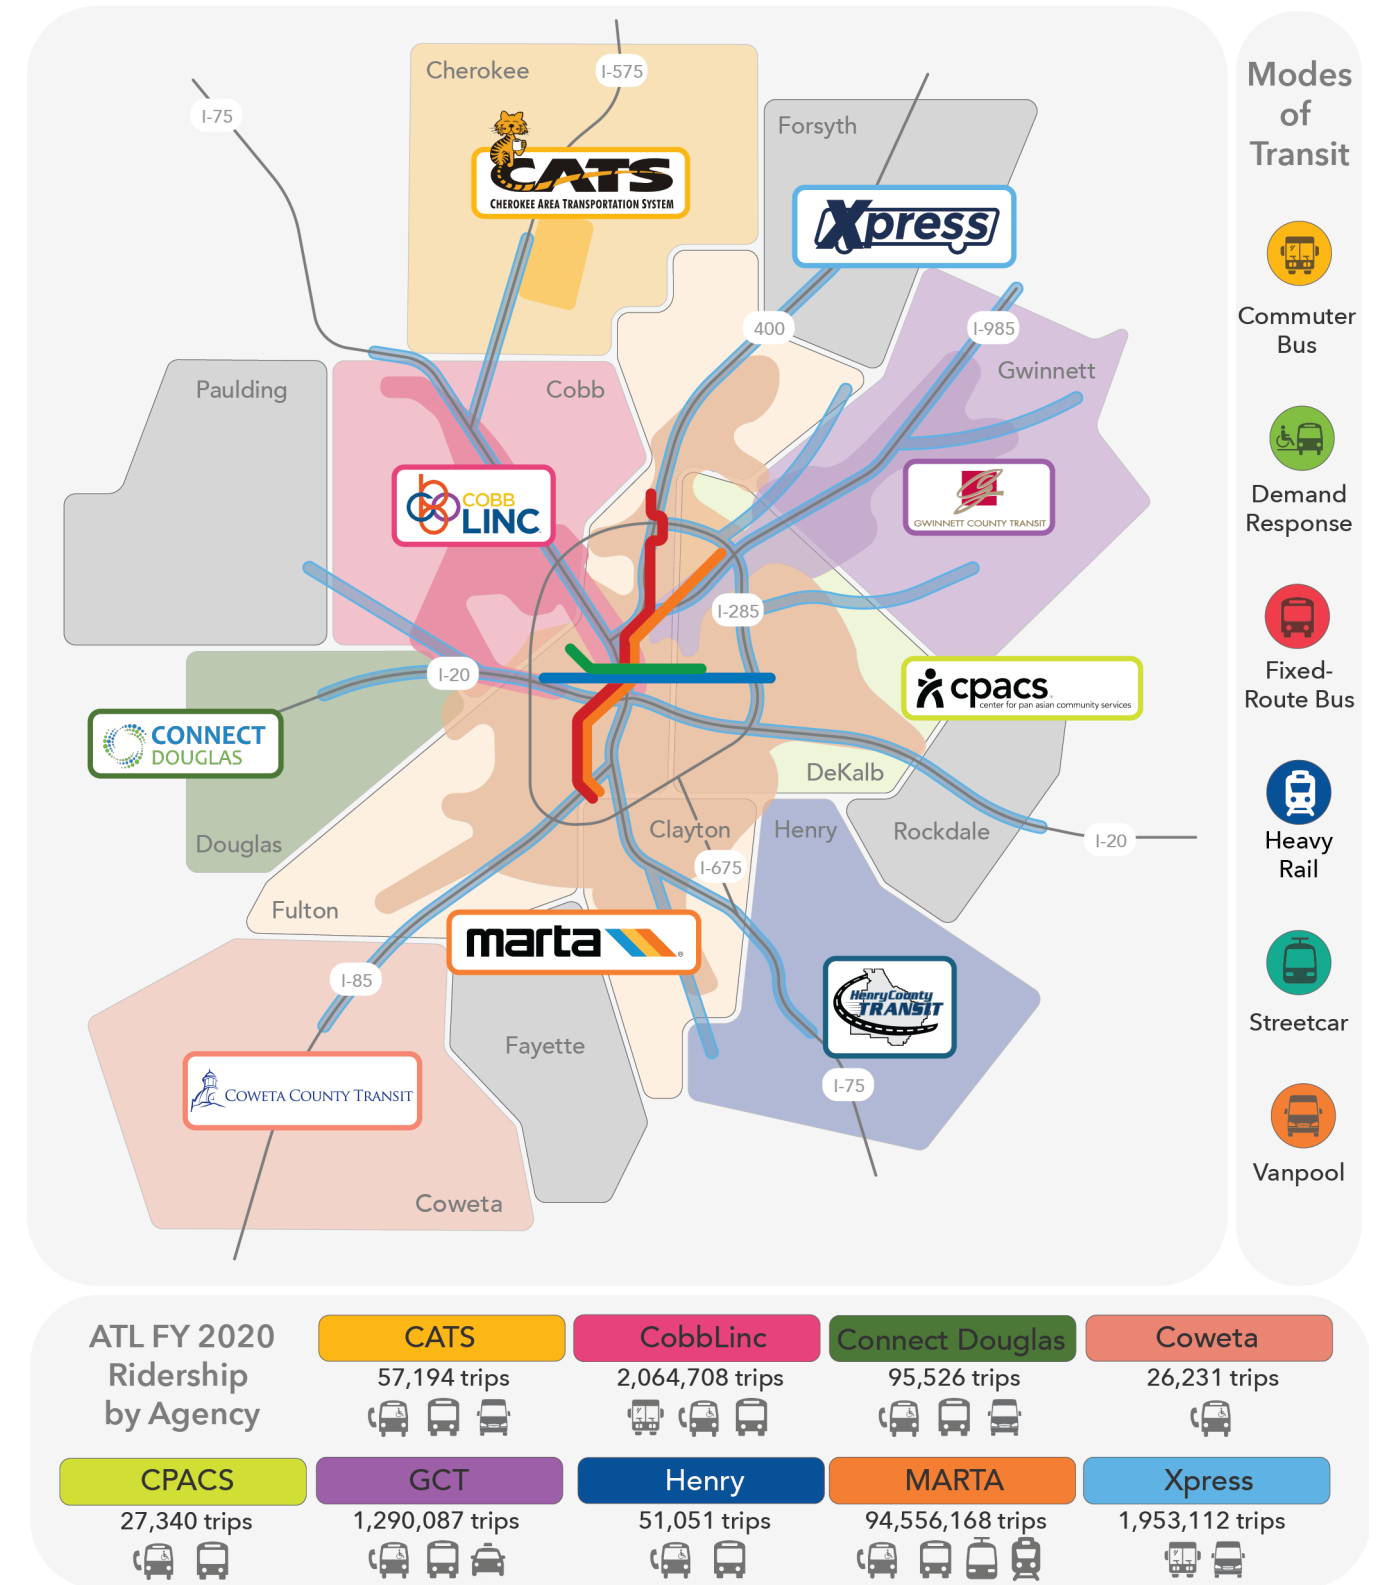 Cherokee
I-575
I-75
CATS
CHEROKEE AREA TRANSPORTATION SYSTEM
Forsyth
Xpress
400
I-985
Gwinnett
Paulding
Cobb
COBB
LINC
GWINNETT COUNTY TRANSIT
I-285
I-20
cpacs
center for pan asian community services
CONNECT
DOUGLAS
DeKalb
Douglas
Clayton
Henry
Rockdale
I-20
I-675
Fulton
marta
I-85
Henry County
TRANSIT
Fayette
COWETA COUNTY TRANSIT
I-75
Coweta
Modes
of
Transit
Commuter
Bus
Demand
Response
Fixed-
Route Bus
Heavy
Rail
Streetcar
Vanpool
ATL FY 2020
Ridership
by Agency
CATS
57,194 trips
CobbLinc
2,064,708 trips
Connect Douglas
95,526 trips
Coweta
26,231 trips
CPACS
27,340 trips
GCT
1,290,087 trips
Henry
51,051 trips
MARTA
94,556,168 trips
Xpress
1,953,112 trips